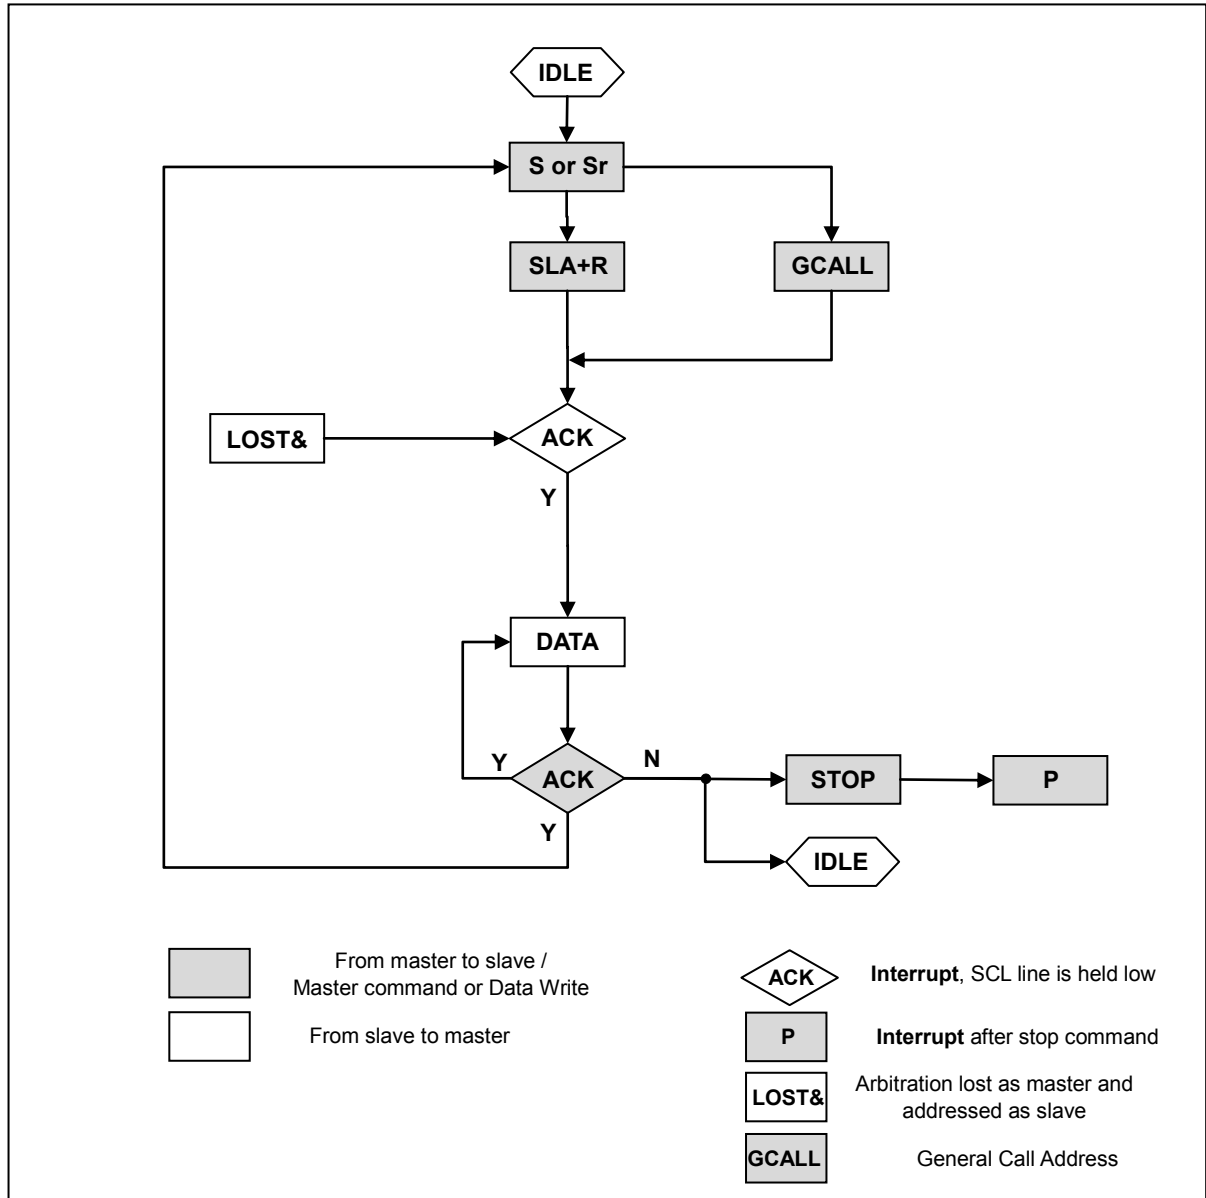 IDLE
S or Sr
SLA+R
GCALL
LOST&
ACK
Y
DATA
Y
ACK
N
STOP
P
Y
IDLE
From master to slave /
Master command or Data Write
From slave to master
ACK
Interrupt, SCL line is held low
P
Interrupt after stop command
LOST&
Arbitration lost as master and
addressed as slave
GCALL
General Call Address